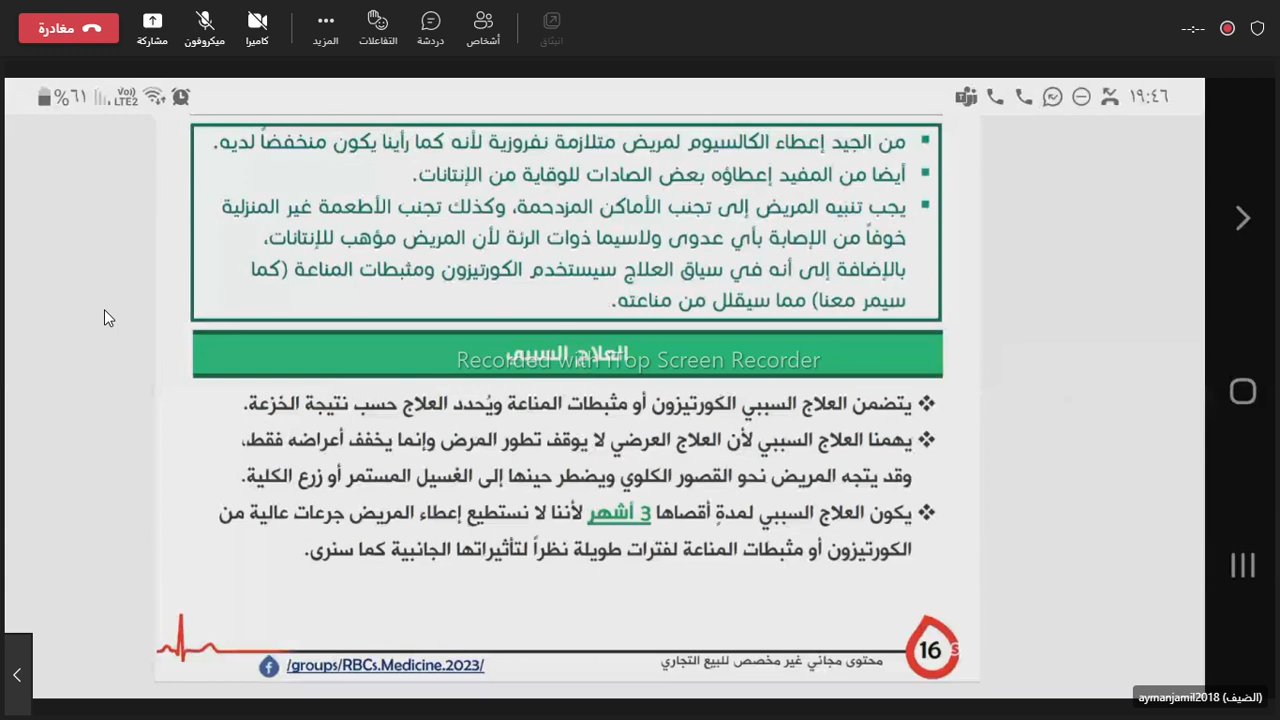 مغادرة
مشاركة
ميكروفون
كاميرا
المزيد
التفاعلات
دردشة
أشخاص
انبثاق
--:--
%٦١
Vo)) LTE2
١٩:٤٦
من الجيد إعطاء الكالسيوم لمريض متلازمة نفروزية لأنه كما رأينا يكون منخفضاً لديه.
أيضا من المفيد إعطاؤه بعض الصادات للوقاية من الإنتانات.
يجب تنبيه المريض إلى تجنب الأماكن المزدحمة، وكذلك تجنب الأطعمة غير المنزلية
خوفاً من الإصابة بأي عدوى ولاسيما ذوات الرئة لأن المريض مؤهب للإنتانات،
بالإضافة إلى أنه في سياق العلاج سيستخدم الكورتيزون ومثبطات المناعة (كما
سيمر معنا) مما سيقلل من مناعته.
العلاج السببي
Recorded with iTop Screen Recorder
يتضمن العلاج السببي الكورتيزون أو مثبطات المناعة ويُحدد العلاج حسب نتيجة الخزعة.
يهمنا العلاج السببي لأن العلاج العرضي لا يوقف تطور المرض وإنما يخفف أعراضه فقط،
وقد يتجه المريض نحو القصور الكلوي ويضطر حينها إلى الغسيل المستمر أو زرع الكلية.
يكون العلاج السببي لمدةٍ أقصاها 3 أشهر لأننا لا نستطيع إعطاء المريض جرعات عالية من
الكورتيزون أو مثبطات المناعة لفترات طويلة نظراً لتأثيراتها الجانبية كما سنرى.
16
محتوى مجاني غير مخصص للبيع التجاري
/groups/RBCs.Medicine.2023/
aymanjamil2018 (الضيف)